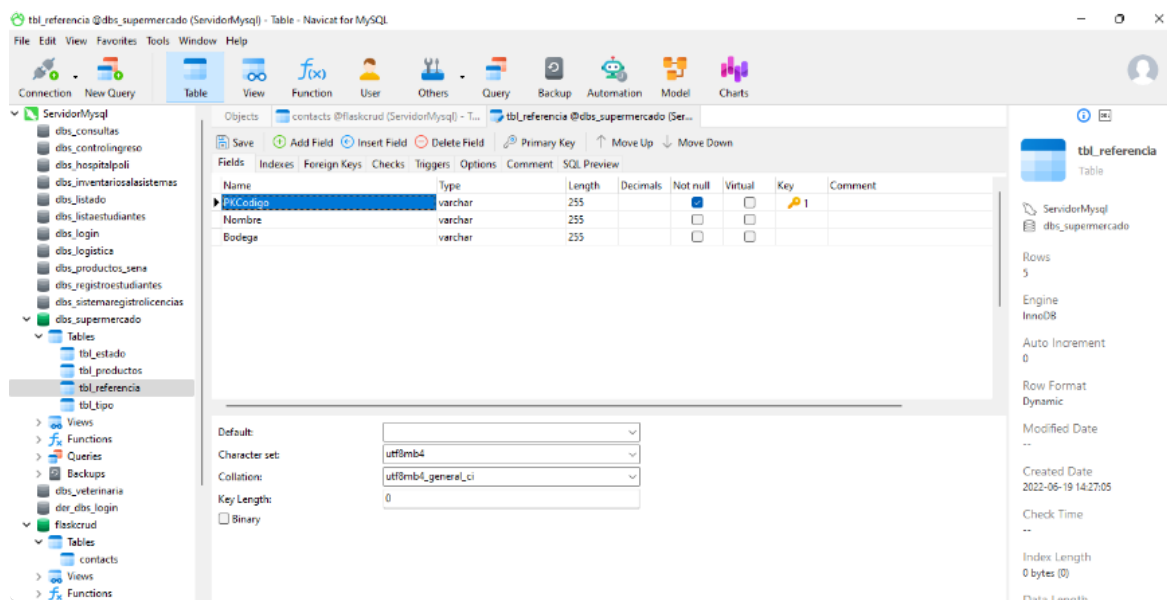 tbl_referencia @dbs_supermercado (ServidorMysql) - Table - Navicat for MySQL
File Edit View Favorites Tools Window Help
Connection New Query Table View Function User Others Query Backup Automation Model Charts
ServidorMysql
dbs_consultas
dbs_controlingreso
dbs_hospitalpoli
dbs_inventariosalasistemas
dbs_listado
dbs_listaestudiantes
dbs_login
dbs_logistica
dbs_productos_sena
dbs_registroestudiantes
dbs_sistemaregistrolicencias
dbs_supermercado
Tables
tbl_estado
tbl_productos
tbl_referencia
tbl_tipo
Views
Functions
Queries
Backups
dbs_veterinaria
der_dbs_login
flaskcrud
Tables
contacts
Views
Functions
Objects contacts @flaskcrud (ServidorMysql) - T... tbl_referencia @dbs_supermercado (Ser...
Save Add Field Insert Field Delete Field Primary Key Move Up Move Down
Fields Indexes Foreign Keys Checks Triggers Options Comment SQL Preview
Name Type Length Decimals Not null Virtual Key Comment
PKCodigo varchar 255 1
Nombre varchar 255
Bodega varchar 255
Default:
Character set: utf8mb4
Collation: utf8mb4_general_ci
Key Length: 0
Binary
tbl_referencia
Table
ServidorMysql
dbs_supermercado
Rows
5
Engine
InnoDB
Auto Increment
0
Row Format
Dynamic
Modified Date
--
Created Date
2022-06-19 14:27:05
Check Time
--
Index Length
0 bytes (0)
Data Length